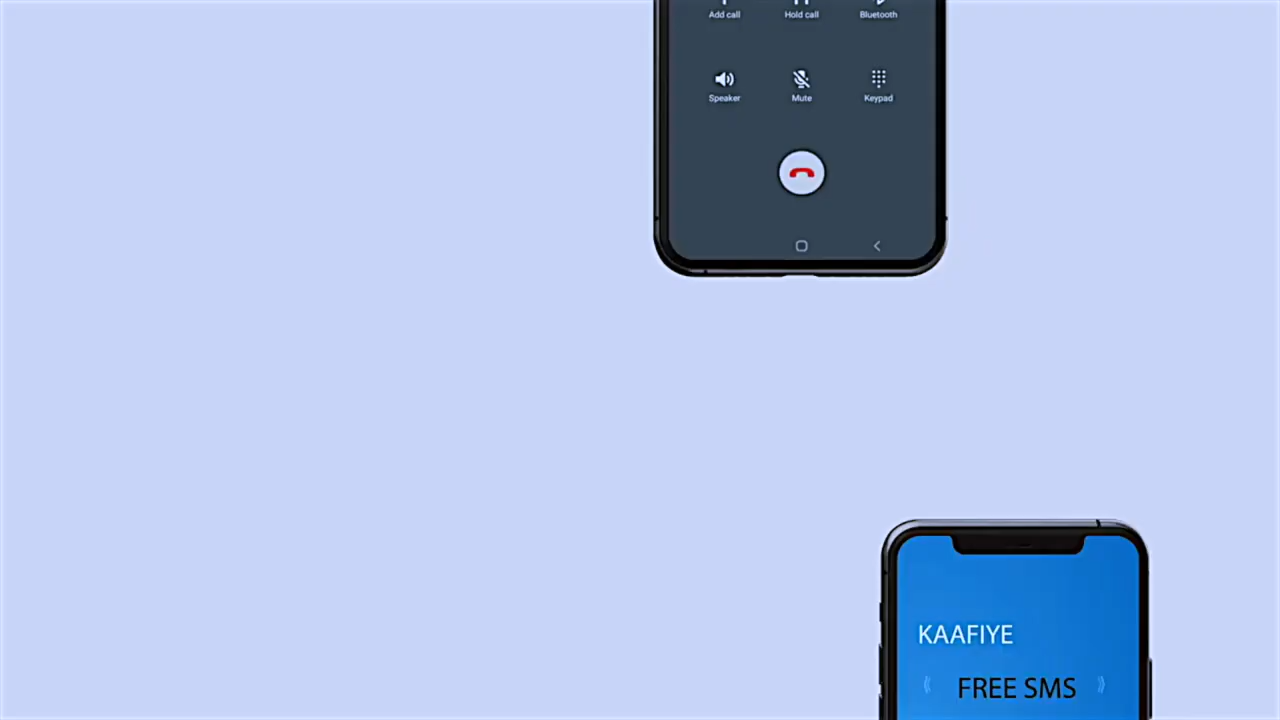 Add call Hold call Bluetooth
Speaker Mute Keypad
KAAFIYE
FREE SMS